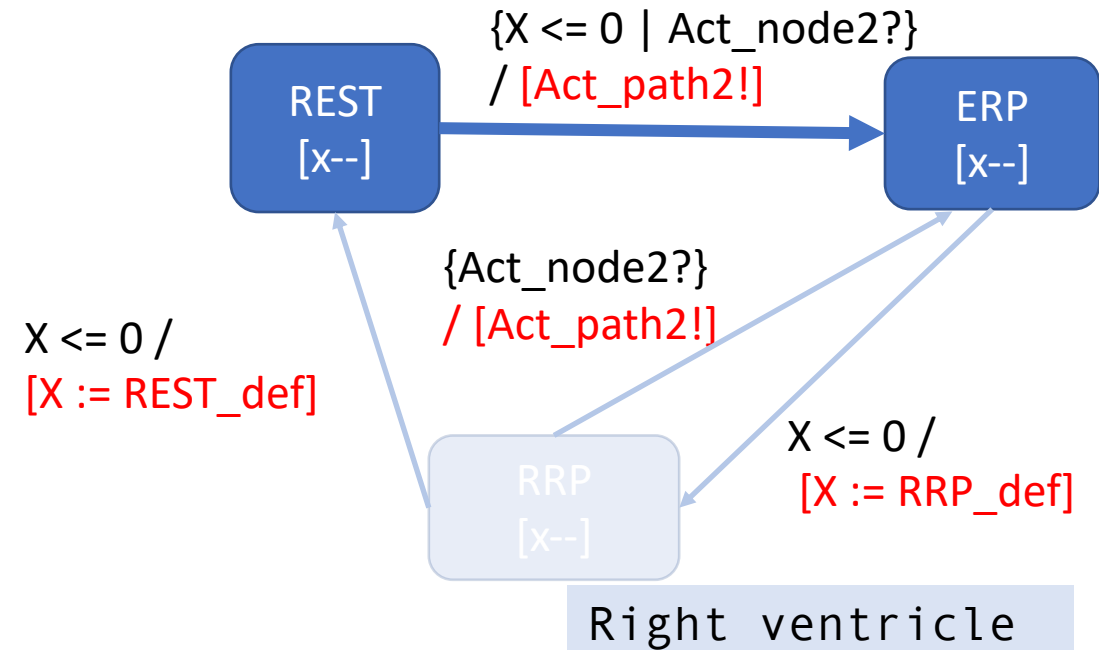 {X <= 0 | Act_node2?}
/ [Act_path2!]
REST
[x--]
ERP
[x--]
{Act_node2?}
/ [Act_path2!]
X <= 0 /
[X := REST_def]
X <= 0 /
[X := RRP_def]
RRP
[x--]
Right ventricle